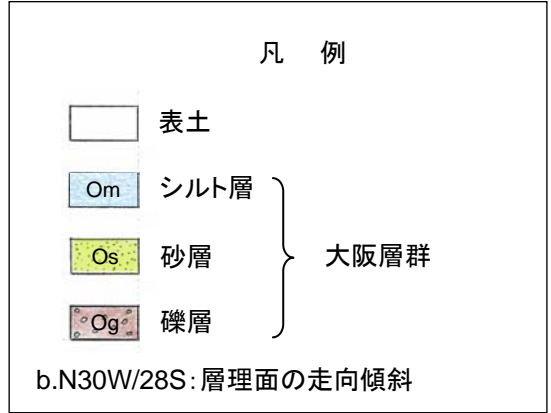 凡 例
表土
Om シルト層
Os 砂層 大阪層群
Og 礫層
b.N30W/28S:層理面の走向傾斜